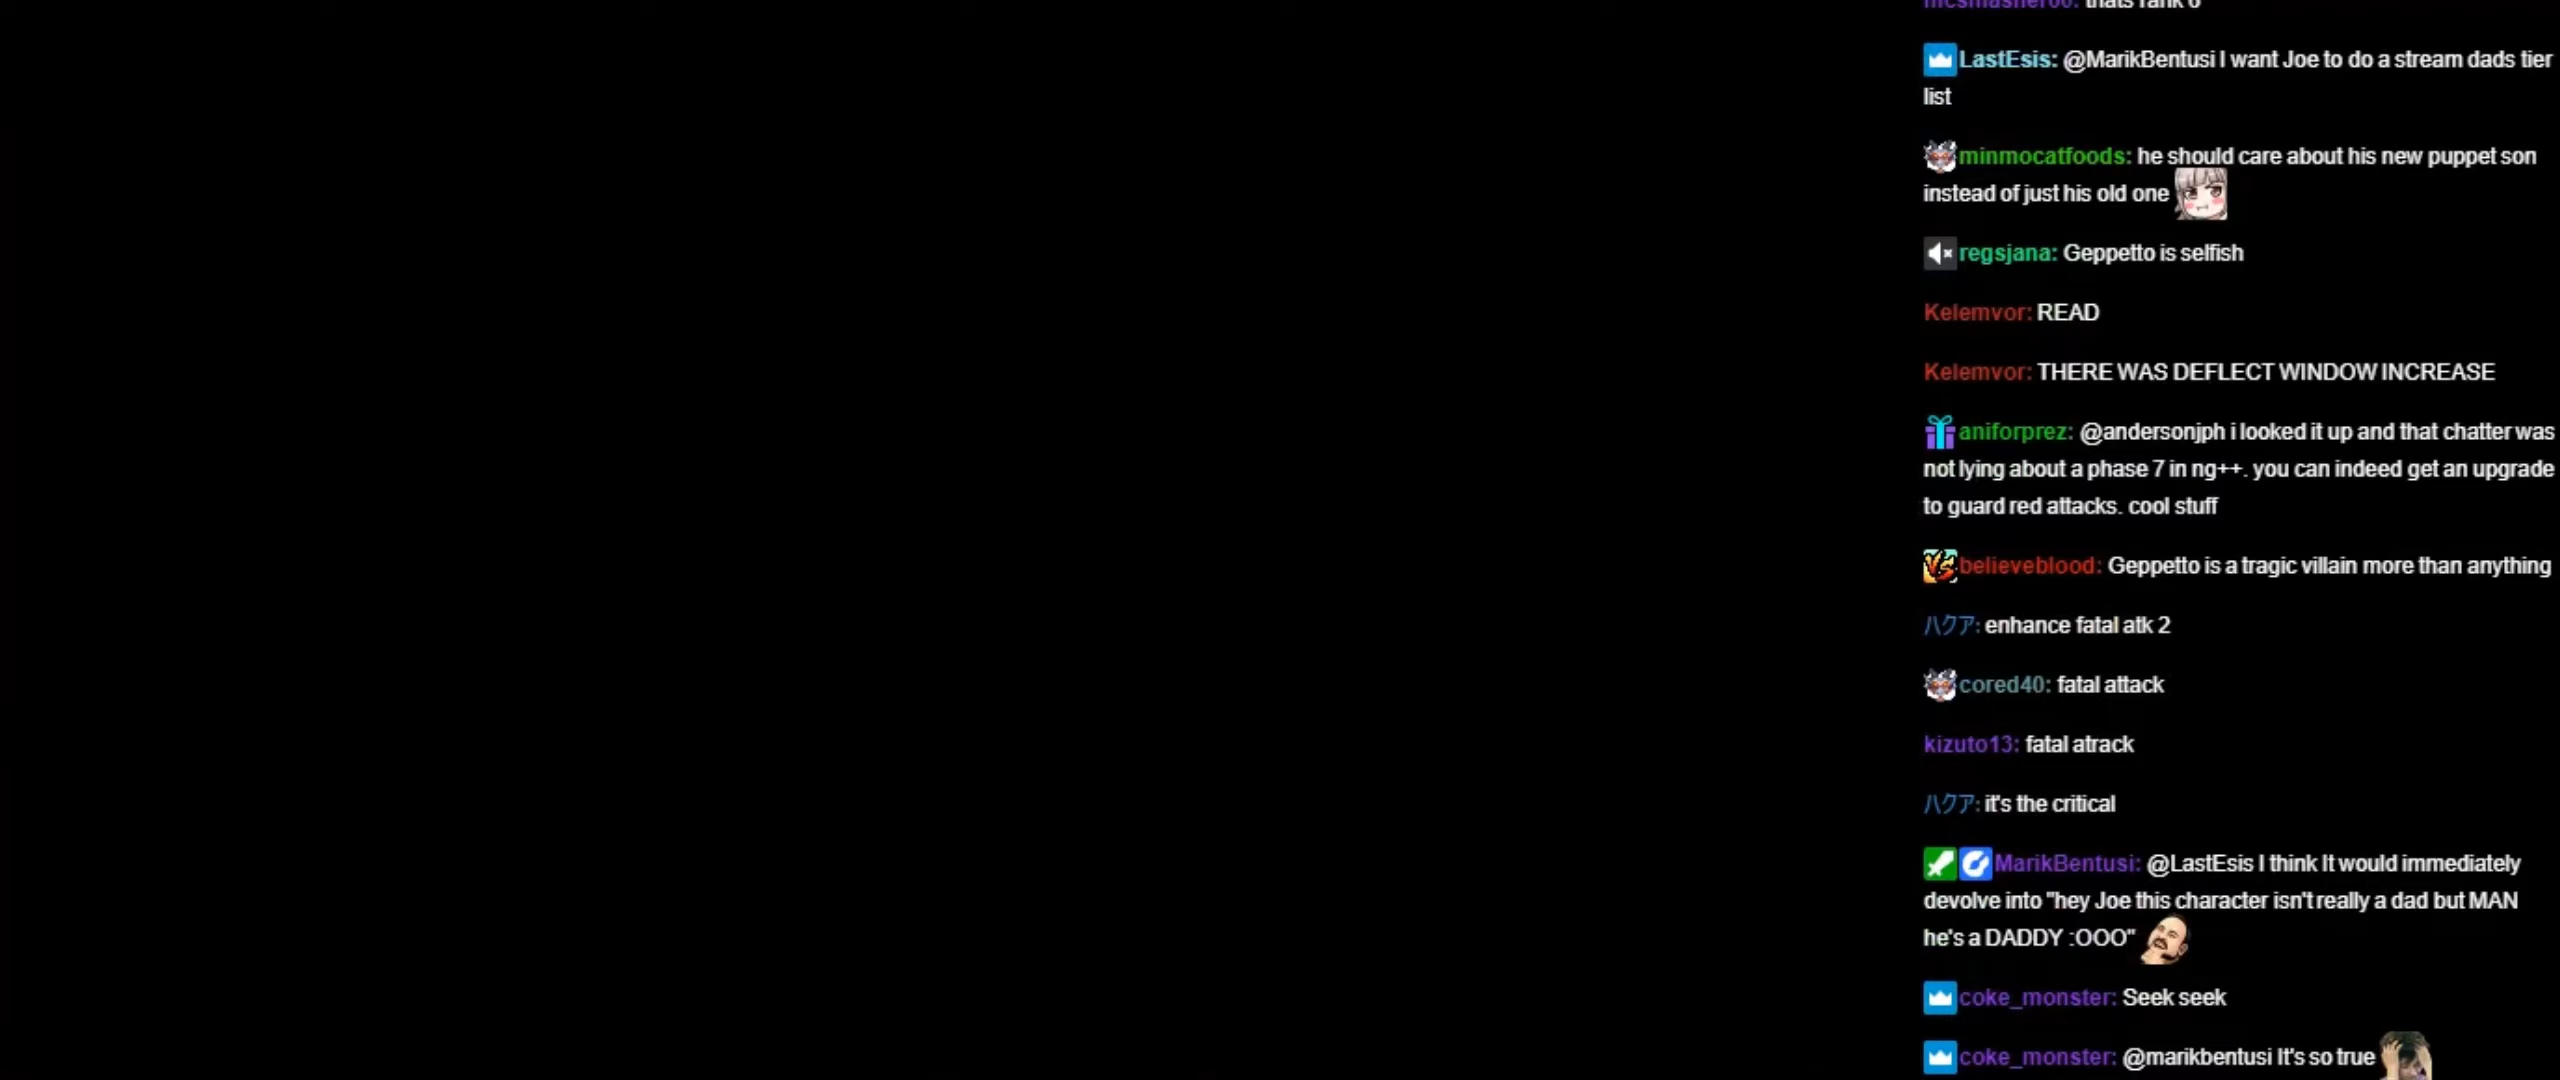 thats rank 6
LastEsis: @MarikBentusi I want Joe to do a stream dads tier
list
minmocatfoods: he should care about his new puppet son
instead of just his old one
regsjana: Geppetto is selfish
Kelemvor: READ
Kelemvor: THERE WAS DEFLECT WINDOW INCREASE
aniforprez: @andersonjph i looked it up and that chatter was
not lying about a phase 7 in ng++. you can indeed get an upgrade
to guard red attacks. cool stuff
believeblood: Geppetto is a tragic villain more than anything
ハクア: enhance fatal atk 2
cored40: fatal attack
kizuto13: fatal atrack
ハクア: it's the critical
MarikBentusi: @LastEsis I think It would immediately
devolve into "hey Joe this character isn't really a dad but MAN
he's a DADDY :OOO"
coke_monster: Seek seek
coke_monster: @marikbentusi It's so true